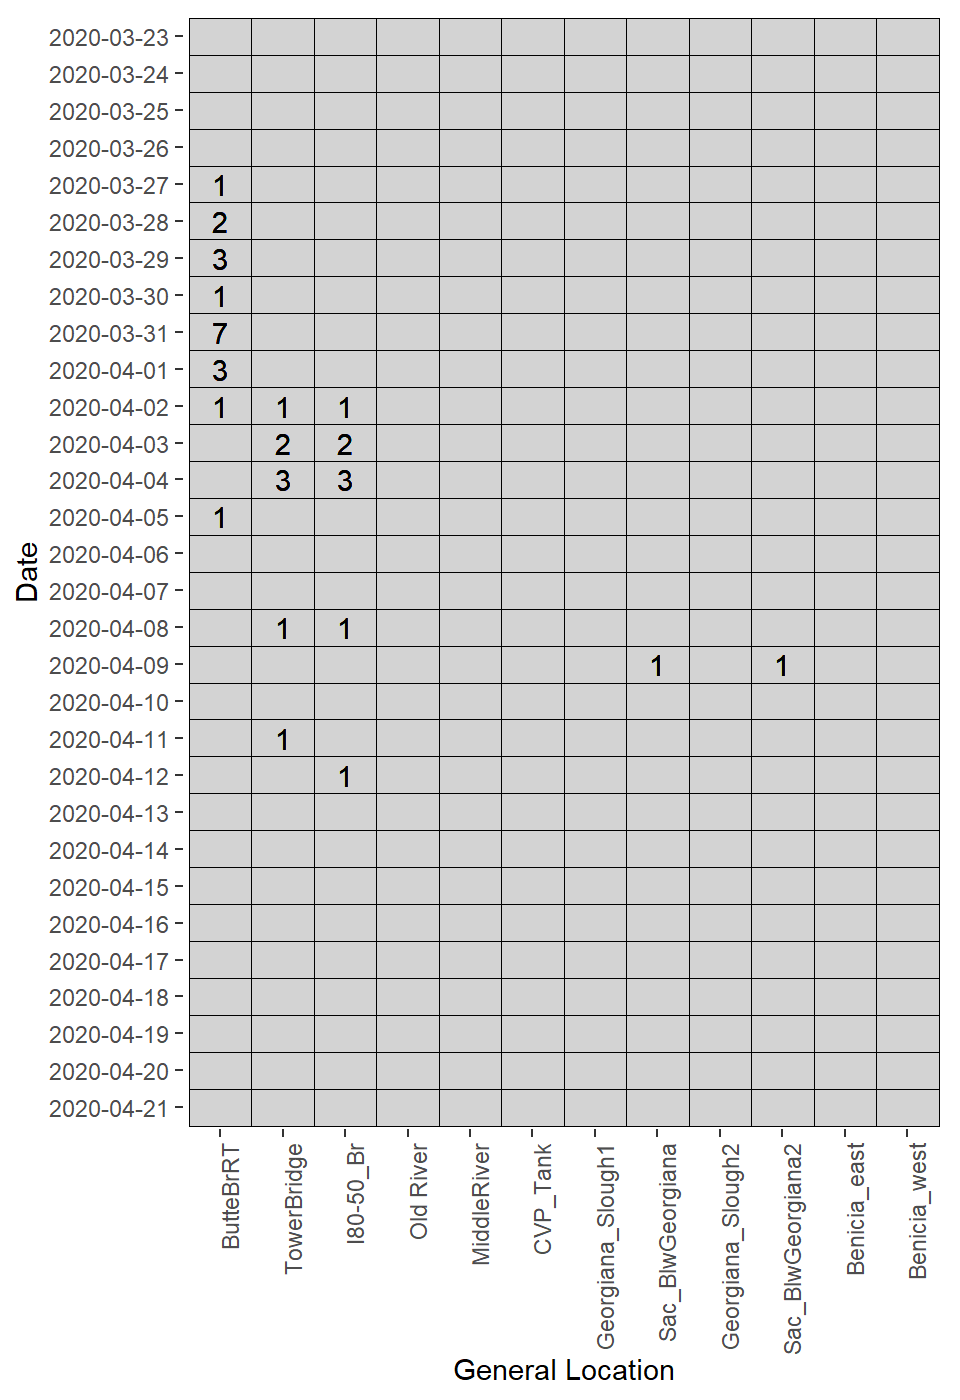 2020-03-23
2020-03-24
2020-03-25
2020-03-26
2020-03-27 1
2020-03-28 2
2020-03-29 3
2020-03-30 1
2020-03-31 7
2020-04-01 3
2020-04-02 1 1 1
2020-04-03 2 2
2020-04-04 3 3
2020-04-05 1
2020-04-06
2020-04-07
2020-04-08 1 1
2020-04-09 1 1
2020-04-10
2020-04-11 1
2020-04-12 1
2020-04-13
2020-04-14
2020-04-15
2020-04-16
2020-04-17
2020-04-18
2020-04-19
2020-04-20
2020-04-21
Date
ButteBrRT
TowerBridge
I80-50_Br
Old River
MiddleRiver
CVP_Tank
Georgiana_Slough1
Sac_BlwGeorgiana
Georgiana_Slough2
Sac_BlwGeorgiana2
Benicia_east
Benicia_west
General Location